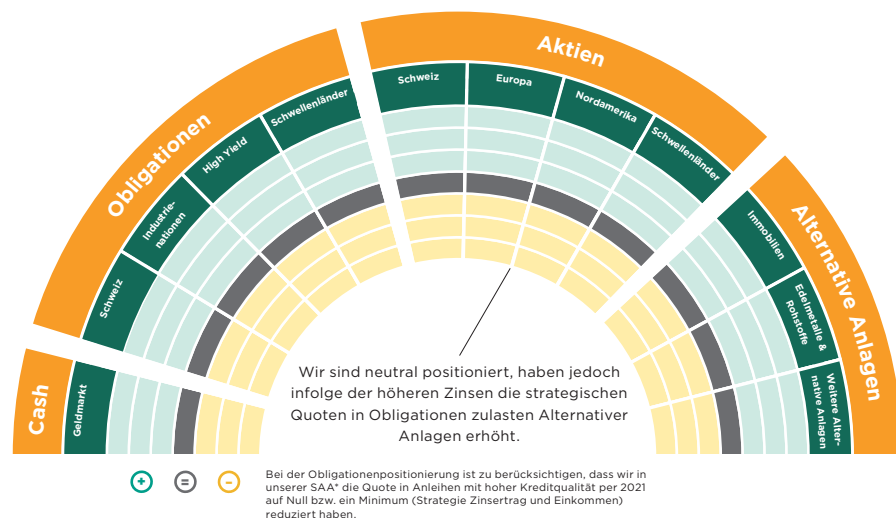 Cash
Obligationen
Aktien
Alternative Anlagen
Geldmarkt
Schweiz
Industrie-
nationen
High Yield
Schwellenländer
Schweiz
Europa
Nordamerika
Schwellenländer
Immobilien
Edelmetalle &
Rohstoffe
Weitere Alter-
native Anlagen
Wir sind neutral positioniert, haben jedoch
infolge der höheren Zinsen die strategischen
Quoten in Obligationen zulasten Alternativer
Anlagen erhöht.
+ = –
Bei der Obligationenpositionierung ist zu berücksichtigen, dass wir in
unserer SAA* die Quote in Anleihen mit hoher Kreditqualität per 2021
auf Null bzw. ein Minimum (Strategie Zinsertrag und Einkommen)
reduziert haben.